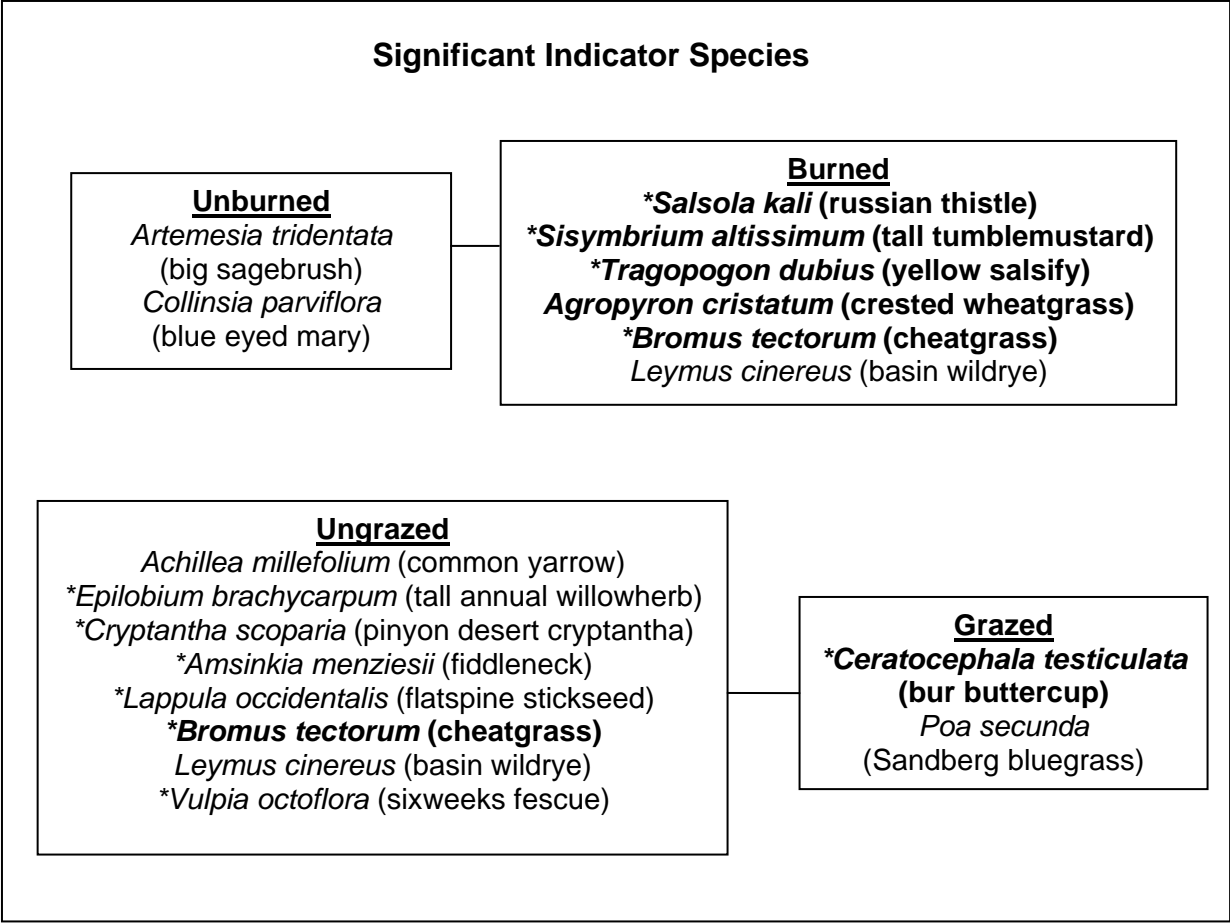 Significant Indicator Species
Unburned
Artemesia tridentata
(big sagebrush)
Collinsia parviflora
(blue eyed mary)
Burned
*Salsola kali (russian thistle)
*Sisymbrium altissimum (tall tumblemustard)
*Tragopogon dubius (yellow salsify)
Agropyron cristatum (crested wheatgrass)
*Bromus tectorum (cheatgrass)
Leymus cinereus (basin wildrye)
Ungrazed
Achillea millefolium (common yarrow)
*Epilobium brachycarpum (tall annual willowherb)
*Cryptantha scoparia (pinyon desert cryptantha)
*Amsinkia menziesii (fiddleneck)
*Lappula occidentalis (flatspine stickseed)
*Bromus tectorum (cheatgrass)
Leymus cinereus (basin wildrye)
*Vulpia octoflora (sixweeks fescue)
Grazed
*Ceratocephala testiculata
(bur buttercup)
Poa secunda
(Sandberg bluegrass)